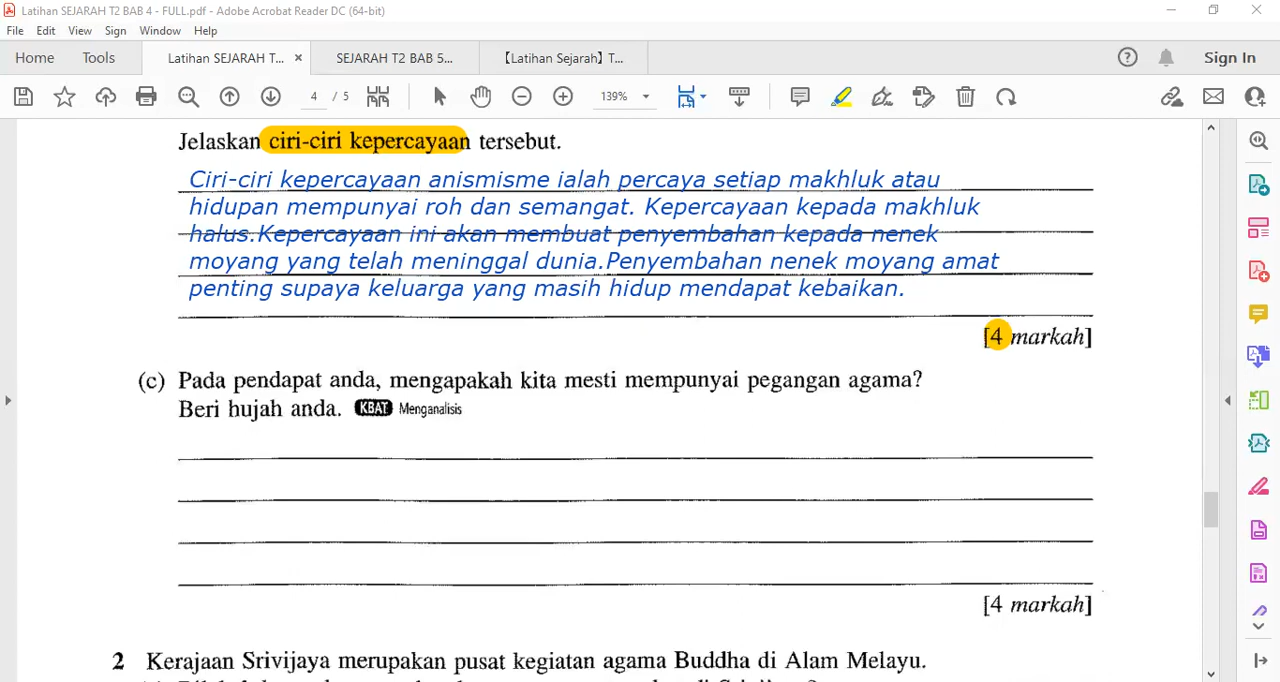 Latihan SEJARAH T2 BAB 4 - FULL.pdf - Adobe Acrobat Reader DC (64-bit)
File Edit View Sign Window Help
Home Tools Latihan SEJARAH T... × SEJARAH T2 BAB 5... 【Latihan Sejarah】T... Sign In
4 / 5 139%
Jelaskan ciri-ciri kepercayaan tersebut.
Ciri-ciri kepercayaan anismisme ialah percaya setiap makhluk atau
hidupan mempunyai roh dan semangat. Kepercayaan kepada makhluk
halus.Kepercayaan ini akan membuat penyembahan kepada nenek
moyang yang telah meninggal dunia.Penyembahan nenek moyang amat
penting supaya keluarga yang masih hidup mendapat kebaikan.
[4 markah]
(c) Pada pendapat anda, mengapakah kita mesti mempunyai pegangan agama?
Beri hujah anda. KBAT Menganalisis
[4 markah]
2 Kerajaan Srivijaya merupakan pusat kegiatan agama Buddha di Alam Melayu.